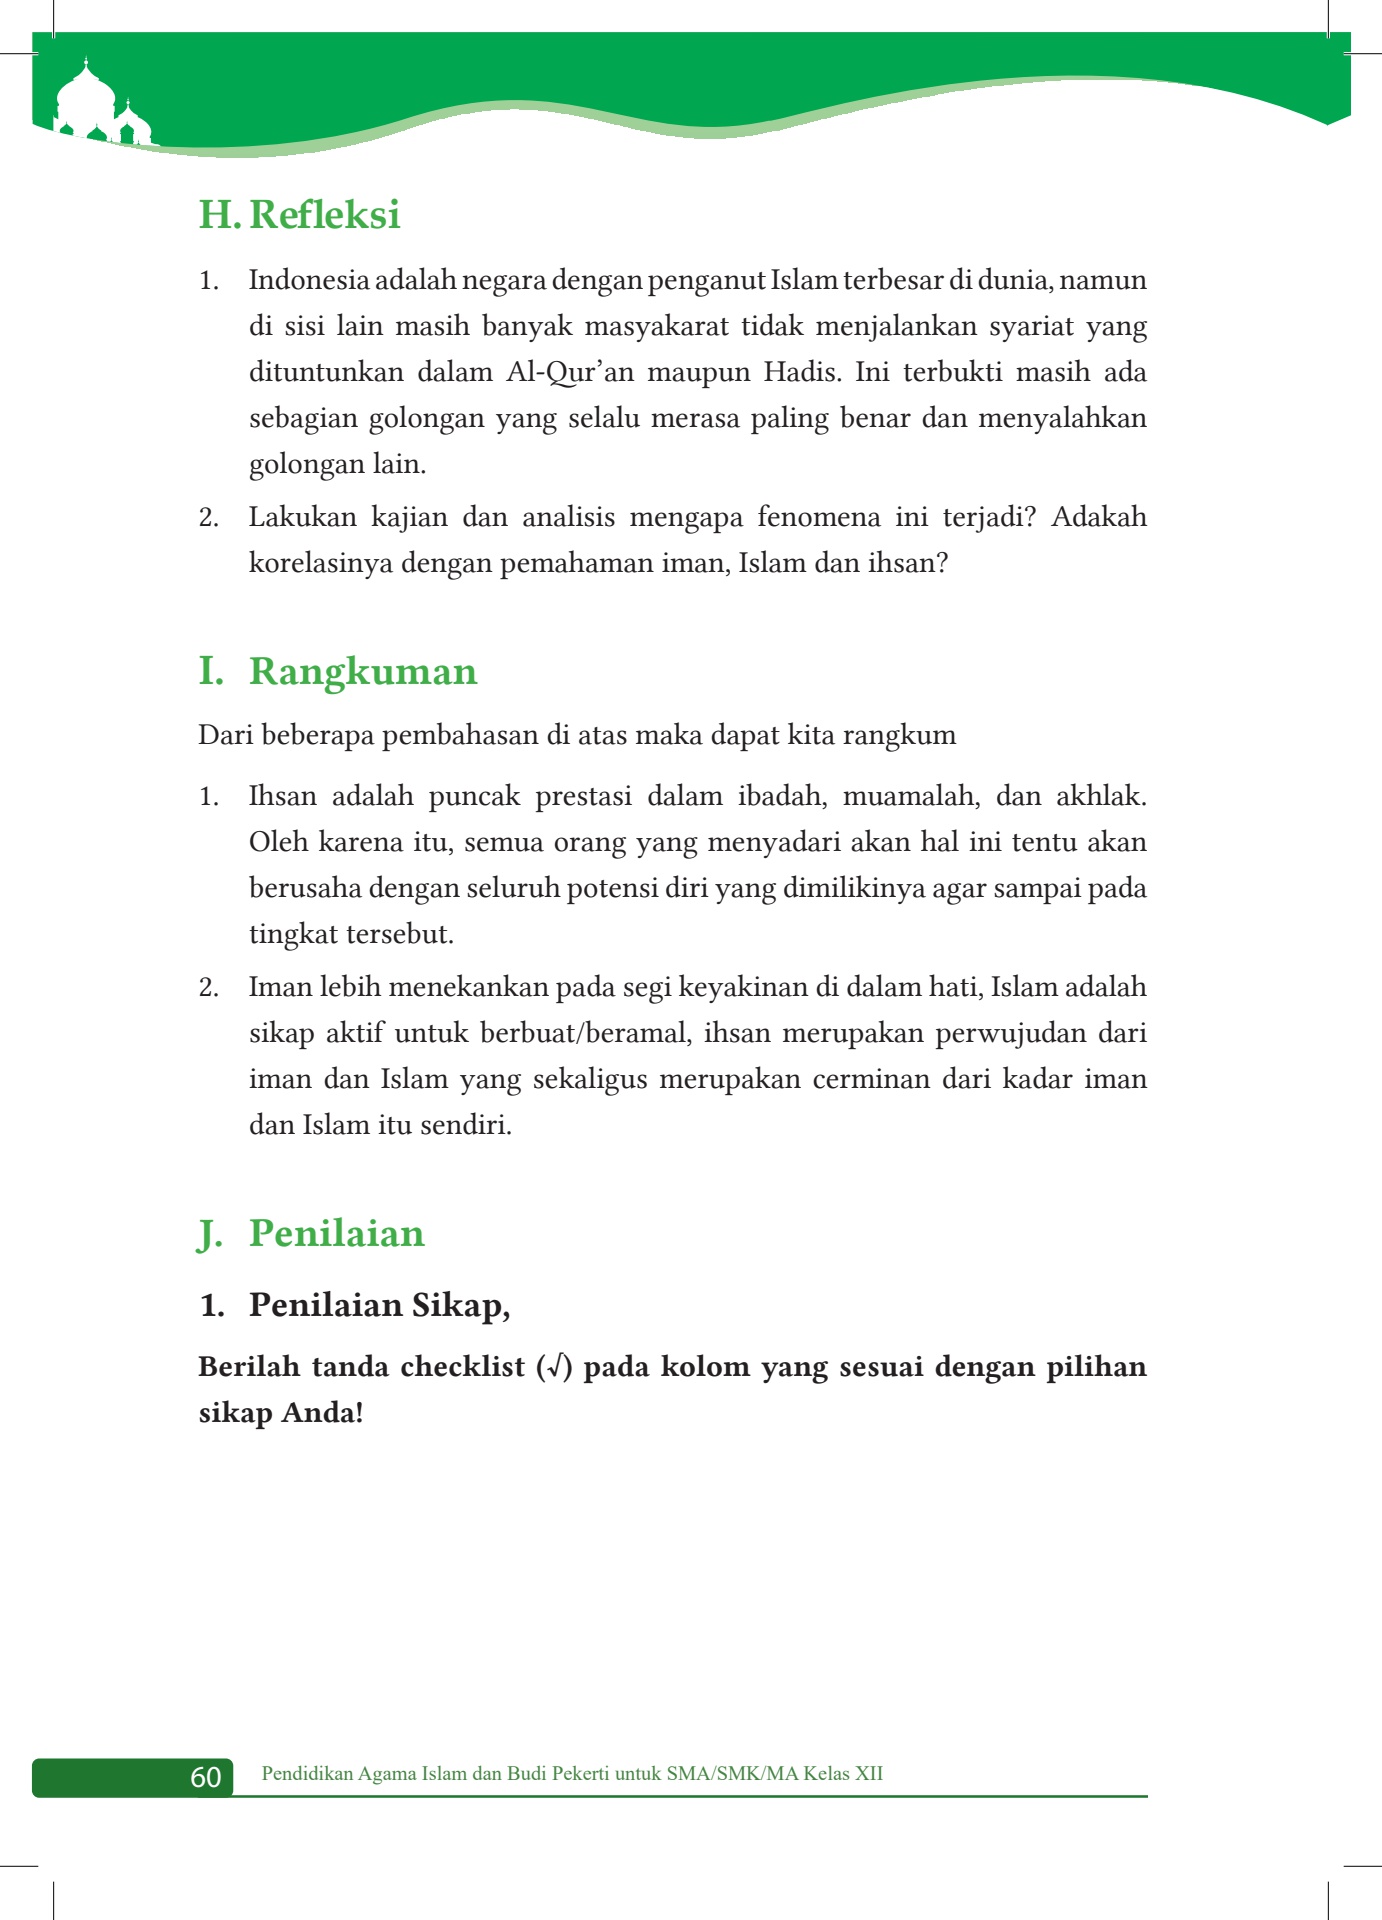 H. Refleksi
1. Indonesia adalah negara dengan penganut Islam terbesar di dunia, namun
di sisi lain masih banyak masyakarat tidak menjalankan syariat yang
dituntunkan dalam Al-Qur’an maupun Hadis. Ini terbukti masih ada
sebagian golongan yang selalu merasa paling benar dan menyalahkan
golongan lain.
2. Lakukan kajian dan analisis mengapa fenomena ini terjadi? Adakah
korelasinya dengan pemahaman iman, Islam dan ihsan?
I. Rangkuman
Dari beberapa pembahasan di atas maka dapat kita rangkum
1. Ihsan adalah puncak prestasi dalam ibadah, muamalah, dan akhlak.
Oleh karena itu, semua orang yang menyadari akan hal ini tentu akan
berusaha dengan seluruh potensi diri yang dimilikinya agar sampai pada
tingkat tersebut.
2. Iman lebih menekankan pada segi keyakinan di dalam hati, Islam adalah
sikap aktif untuk berbuat/beramal, ihsan merupakan perwujudan dari
iman dan Islam yang sekaligus merupakan cerminan dari kadar iman
dan Islam itu sendiri.
J. Penilaian
1. Penilaian Sikap,
Berilah tanda checklist (√) pada kolom yang sesuai dengan pilihan
sikap Anda!
60 Pendidikan Agama Islam dan Budi Pekerti untuk SMA/SMK/MA Kelas XII